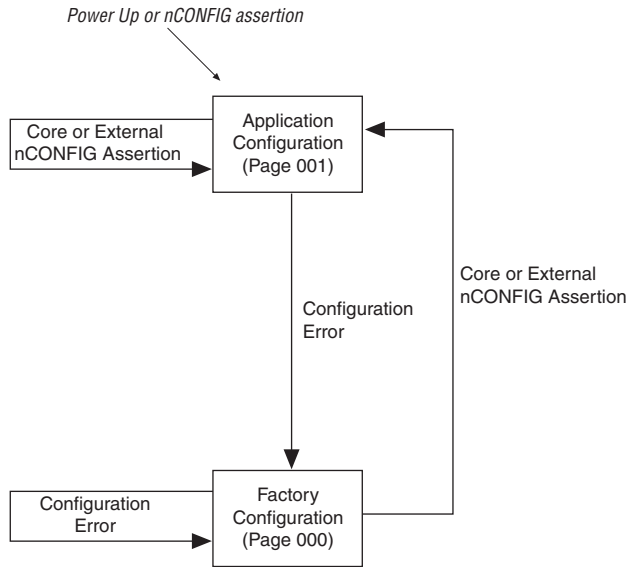 Power Up or nCONFIG assertion
Application
Configuration
(Page 001)
Core or External
nCONFIG Assertion
Core or External
nCONFIG Assertion
Configuration
Error
Factory
Configuration
(Page 000)
Configuration
Error